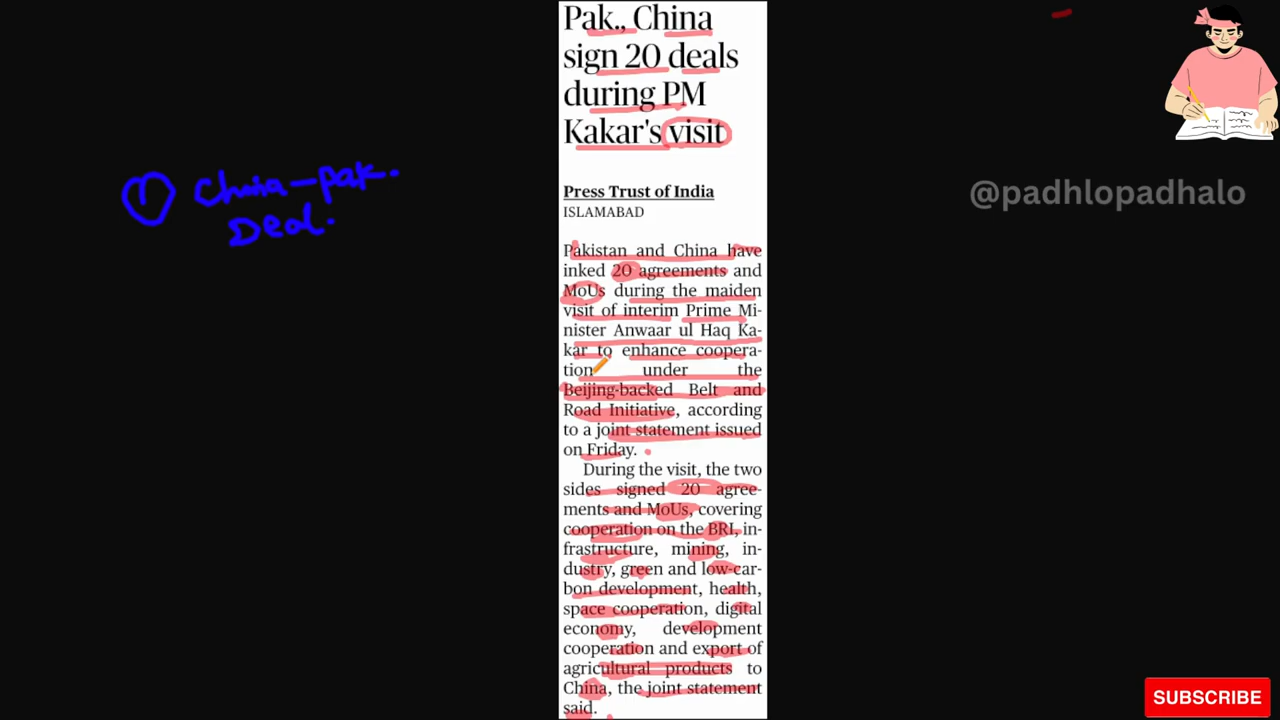 Pak., China
sign 20 deals
during PM
Kakar's visit
Press Trust of India
ISLAMABAD
Pakistan and China have
inked 20 agreements and
MoUs during the maiden
visit of interim Prime Mi-
nister Anwaar ul Haq Ka-
kar to enhance coopera-
tion under the
Beijing-backed Belt and
Road Initiative, according
to a joint statement issued
on Friday.
During the visit, the two
sides signed 20 agree-
ments and MoUs, covering
cooperation on the BRI, in-
frastructure, mining, in-
dustry, green and low-car-
bon development, health,
space cooperation, digital
economy, development
cooperation and export of
agricultural products to
China, the joint statement
said.
① China-pak.
Deal.
@padhlopadhalo
SUBSCRIBE